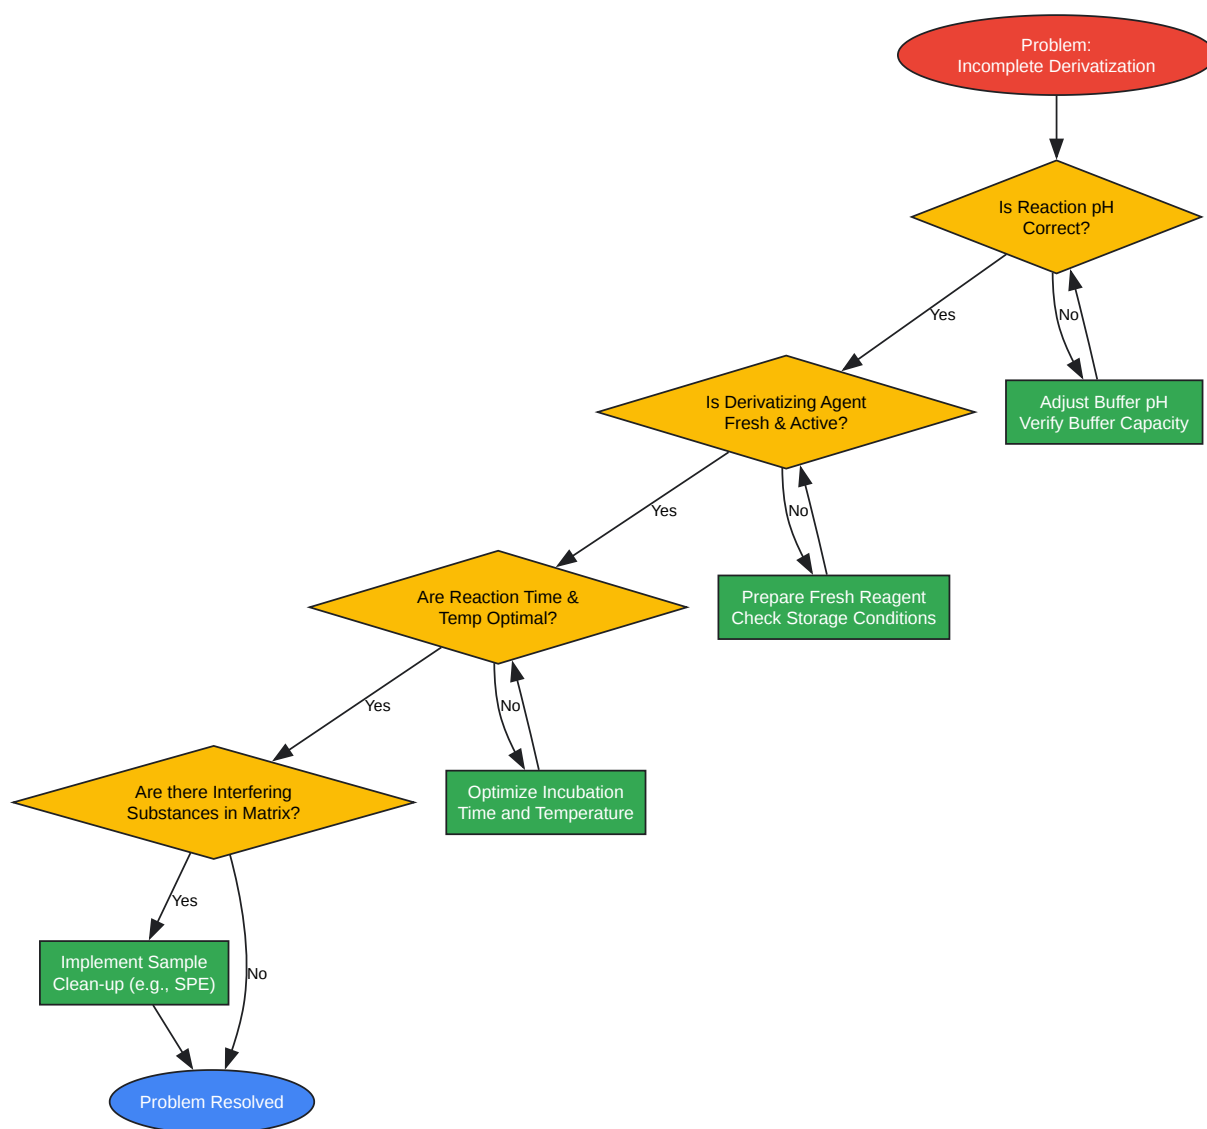 Problem:
Incomplete Derivatization
Is Reaction pH
Correct?
Yes
No
Adjust Buffer pH
Verify Buffer Capacity
Is Derivatizing Agent
Fresh & Active?
Yes
No
Prepare Fresh Reagent
Check Storage Conditions
Are Reaction Time &
Temp Optimal?
Yes
No
Optimize Incubation
Time and Temperature
Are there Interfering
Substances in Matrix?
Yes
Implement Sample
Clean-up (e.g., SPE)
No
Problem Resolved